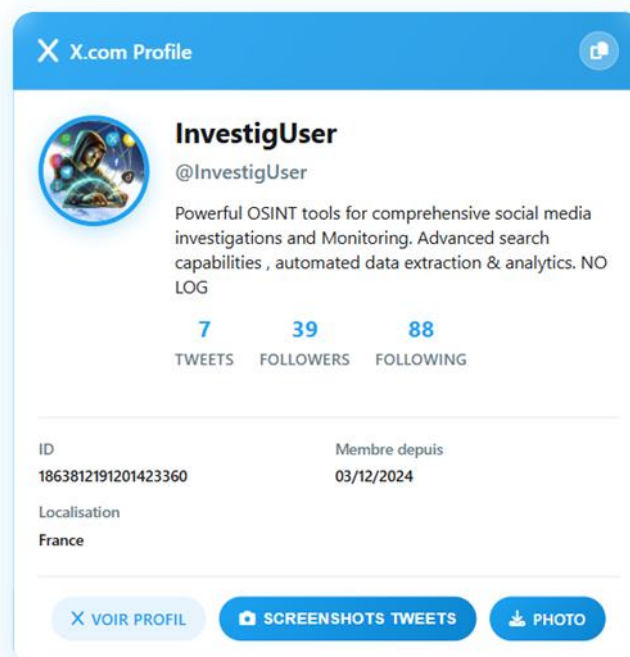 X.com Profile
InvestigUser
@InvestigUser
Powerful OSINT tools for comprehensive social media
investigations and Monitoring. Advanced search
capabilities , automated data extraction & analytics. NO
LOG
7 39 88
TWEETS FOLLOWERS FOLLOWING
ID Membre depuis
1863812191201423360 03/12/2024
Localisation
France
VOIR PROFIL SCREENSHOTS TWEETS PHOTO